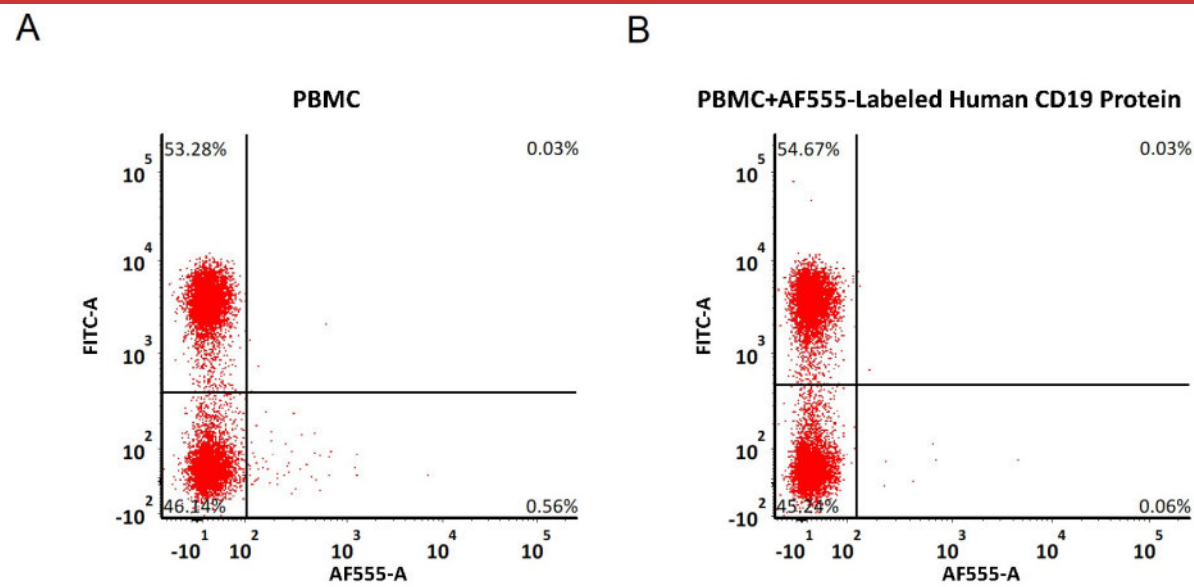 A
PBMC
53.28%
0.03%
10^5
10^4
10^3
10^2
-10^2
FITC-A
46.14%
0.56%
-10^1 10^2 10^3 10^4 10^5
AF555-A
B
PBMC+AF555-Labeled Human CD19 Protein
54.67%
0.03%
10^5
10^4
10^3
10^2
-10^2
FITC-A
45.24%
0.06%
-10^1 10^2 10^3 10^4 10^5
AF555-A